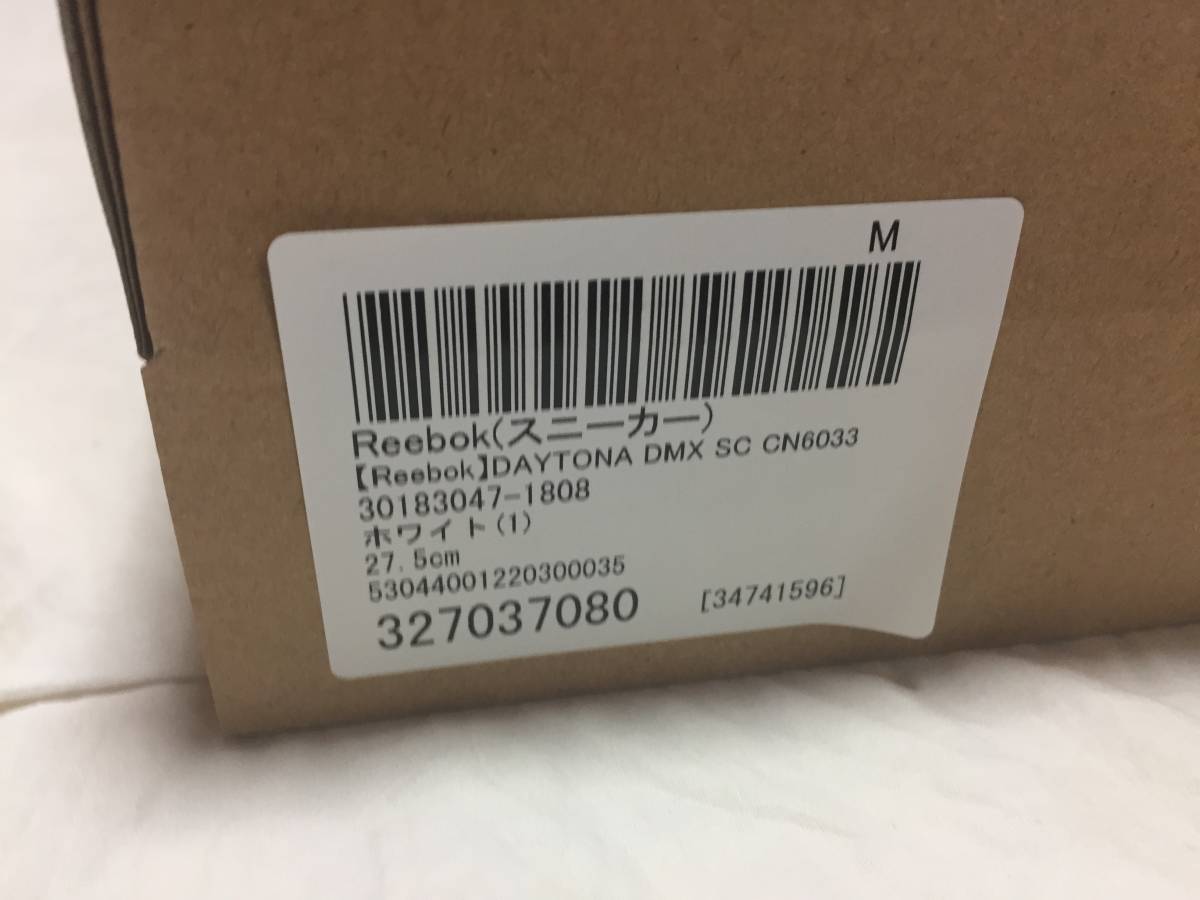 M
Reebok(スニーカー)
【Reebok】DAYTONA DMX SC CN6033
30183047-1808
ホワイト(1)
27.5cm
53044001220300035
327037080 [34741596]